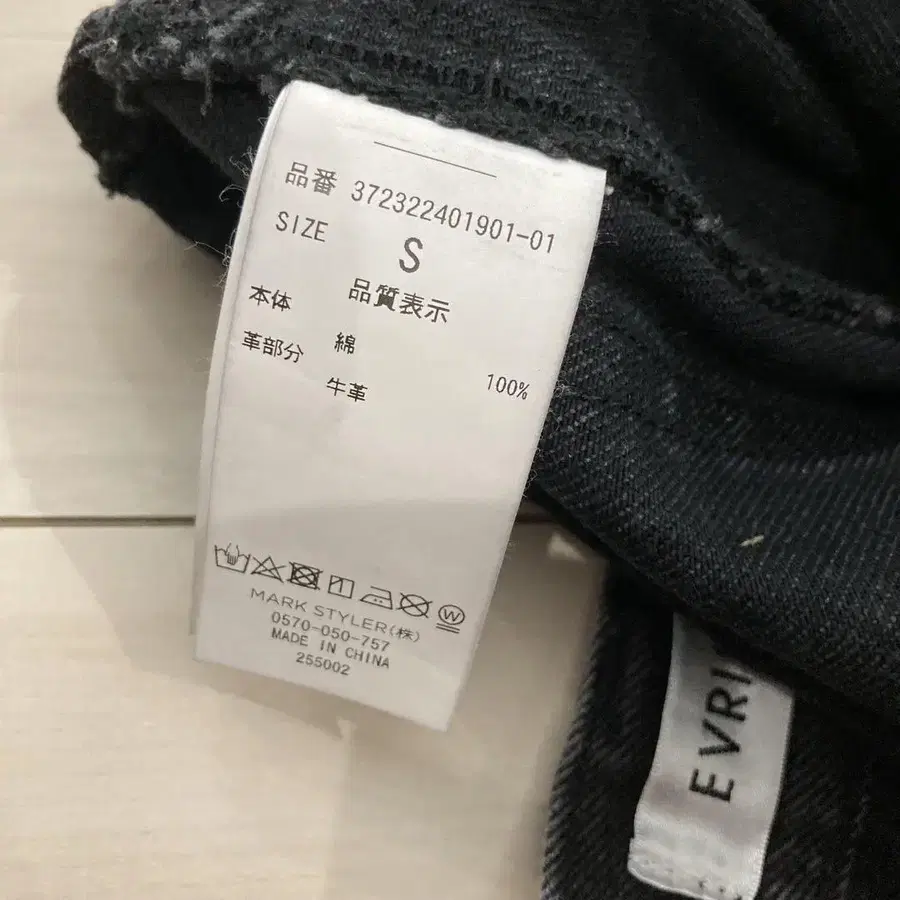 品番 372322401901-01
SIZE S
品質表示
本体 綿 100%
革部分 牛革
MARK STYLER(株)
0570-050-757
MADE IN CHINA
255002
EVRI